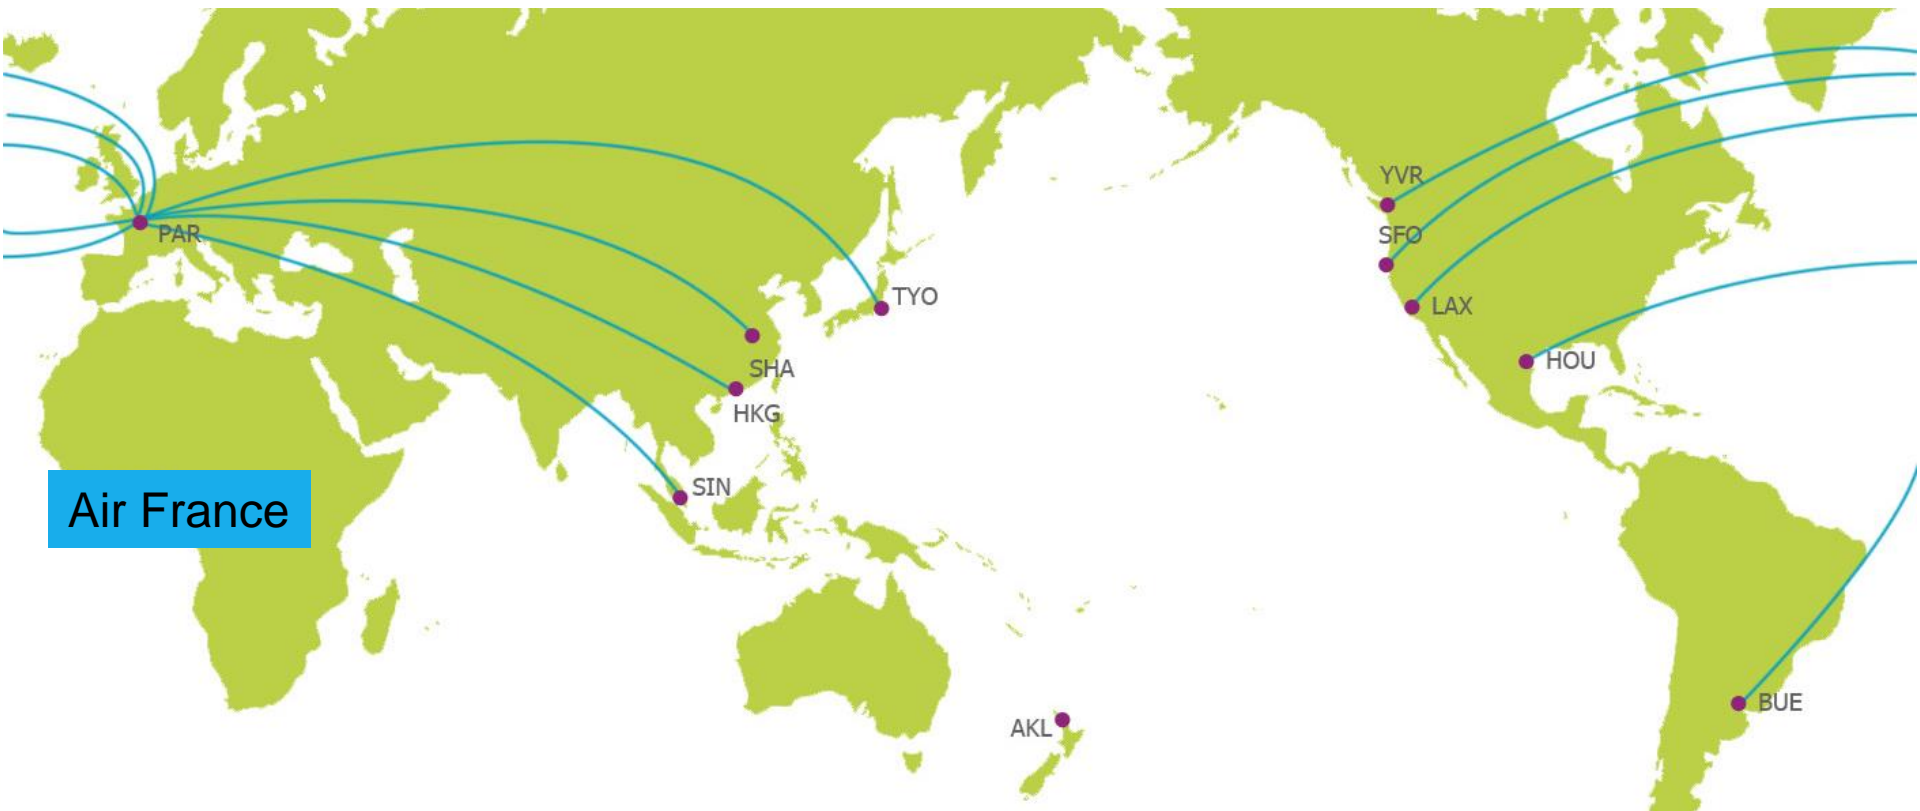 YVR
PAR
SFO
TYO
LAX
SHA
HOU
HKG
SIN
Air France
BUE
AKL